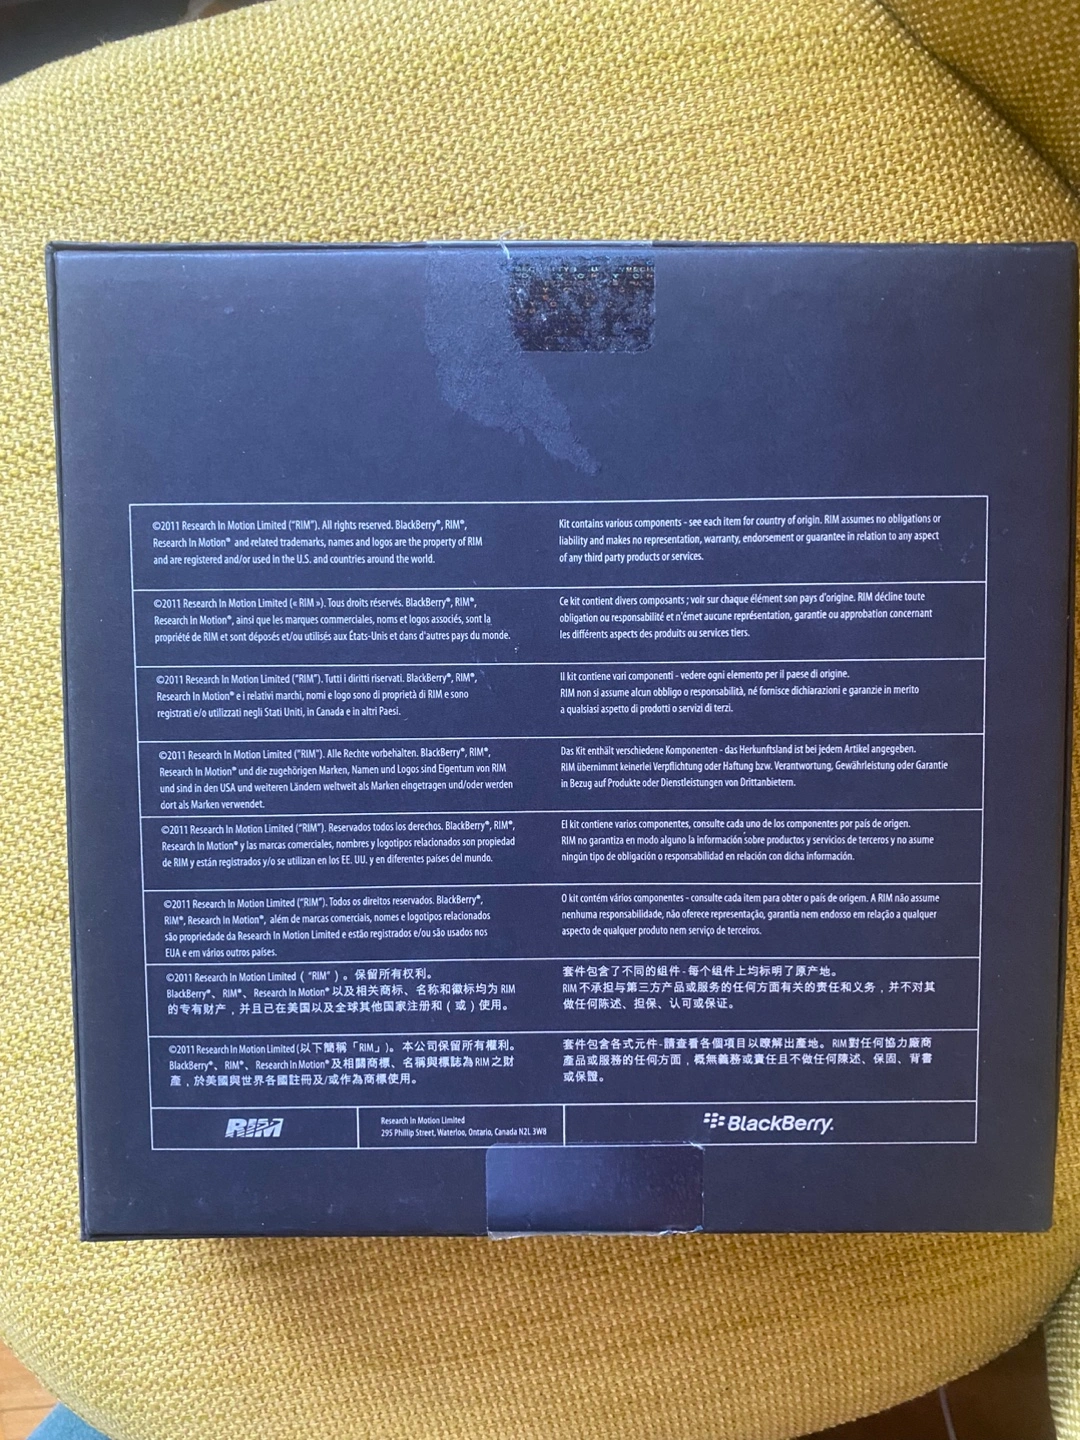 ©2011 Research In Motion Limited ("RIM"). All rights reserved. BlackBerry®, RIM®,
Research In Motion® and related trademarks, names and logos are the property of RIM
and are registered and/or used in the U.S. and countries around the world.
Kit contains various components - see each item for country of origin. RIM assumes no obligations or
liability and makes no representation, warranty, endorsement or guarantee in relation to any aspect
of any third party products or services.
©2011 Research In Motion Limited (« RIM »). Tous droits réservés. BlackBerry®, RIM®,
Research In Motion®, ainsi que les marques commerciales, noms et logos associés, sont la
propriété de RIM et sont déposés et/ou utilisés aux États-Unis et dans d'autres pays du monde.
Ce kit contient divers composants ; voir sur chaque élément son pays d'origine. RIM décline toute
obligation ou responsabilité et n'émet aucune représentation, garantie ou approbation concernant
les différents aspects des produits ou services tiers.
©2011 Research In Motion Limited ("RIM"). Tutti i diritti riservati. BlackBerry®, RIM®,
Research In Motion® e i relativi marchi, nomi e logo sono di proprietà di RIM e sono
registrati e/o utilizzati negli Stati Uniti, in Canada e in altri Paesi.
Il kit contiene vari componenti - vedere ogni elemento per il paese di origine.
RIM non si assume alcun obbligo o responsabilità, né fornisce dichiarazioni e garanzie in merito
a qualsiasi aspetto di prodotti o servizi di terzi.
©2011 Research In Motion Limited ("RIM"). Alle Rechte vorbehalten. BlackBerry®, RIM®,
Research In Motion® und die zugehörigen Marken, Namen und Logos sind Eigentum von RIM
und sind in den USA und weiteren Ländern weltweit als Marken eingetragen und/oder werden
dort als Marken verwendet.
Das Kit enthält verschiedene Komponenten - das Herkunftsland ist bei jedem Artikel angegeben.
RIM übernimmt keinerlei Verpflichtung oder Haftung bzw. Verantwortung, Gewährleistung oder Garantie
in Bezug auf Produkte oder Dienstleistungen von Drittanbietern.
©2011 Research In Motion Limited ("RIM"). Reservados todos los derechos. BlackBerry®, RIM®,
Research In Motion® y las marcas comerciales, nombres y logotipos relacionados son propiedad
de RIM y están registrados y/o se utilizan en los EE. UU. y en diferentes países del mundo.
El kit contiene varios componentes, consulte cada uno de los componentes por país de origen.
RIM no garantiza en modo alguno la información sobre productos y servicios de terceros y no asume
ningún tipo de obligación o responsabilidad en relación con dicha información.
©2011 Research In Motion Limited ("RIM"). Todos os direitos reservados. BlackBerry®,
RIM®, Research In Motion®, além de marcas comerciais, nomes e logotipos relacionados
são propriedade da Research In Motion Limited e estão registrados e/ou são usados nos
EUA e em vários outros países.
O kit contém vários componentes - consulte cada item para obter o país de origem. A RIM não assume
nenhuma responsabilidade, não oferece representação, garantia nem endosso em relação a qualquer
aspecto de qualquer produto nem serviço de terceiros.
©2011 Research In Motion Limited（"RIM"）。保留所有权利。
BlackBerry®、RIM®、Research In Motion® 以及相关商标、名称和徽标均为 RIM
的专有财产，并且已在美国以及全球其他国家注册和（或）使用。
套件包含了不同的组件 - 每个组件上均标明了原产地。
RIM 不承担与第三方产品或服务的任何方面有关的责任和义务，并不对其
做任何陈述、担保、认可或保证。
©2011 Research In Motion Limited (以下簡稱「RIM」)。本公司保留所有權利。
BlackBerry®、RIM®、Research In Motion® 及相關商標、名稱與標誌為 RIM 之財
產，於美國與世界各國註冊及/或作為商標使用。
套件包含各式元件 - 請查看各個項目以瞭解出產地。RIM 對任何協力廠商
產品或服務的任何方面，概無義務或責任且不做任何陳述、保固、背書
或保證。
RIM
Research In Motion Limited
295 Phillip Street, Waterloo, Ontario, Canada N2L 3W8
BlackBerry.